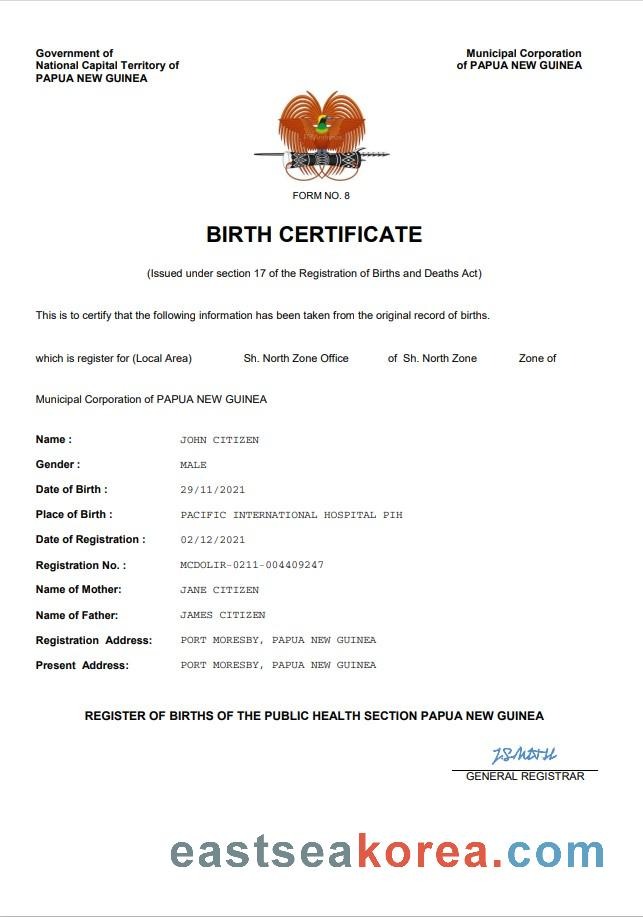 Government of
National Capital Territory of
PAPUA NEW GUINEA
Municipal Corporation
of PAPUA NEW GUINEA
FORM NO. 8
BIRTH CERTIFICATE
(Issued under section 17 of the Registration of Births and Deaths Act)
This is to certify that the following information has been taken from the original record of births.
which is register for (Local Area) Sh. North Zone Office of Sh. North Zone Zone of
Municipal Corporation of PAPUA NEW GUINEA
Name : JOHN CITIZEN
Gender : MALE
Date of Birth : 29/11/2021
Place of Birth : PACIFIC INTERNATIONAL HOSPITAL PIH
Date of Registration : 02/12/2021
Registration No. : MCDOLIR-0211-004409247
Name of Mother: JANE CITIZEN
Name of Father: JAMES CITIZEN
Registration Address: PORT MORESBY, PAPUA NEW GUINEA
Present Address: PORT MORESBY, PAPUA NEW GUINEA
REGISTER OF BIRTHS OF THE PUBLIC HEALTH SECTION PAPUA NEW GUINEA
GENERAL REGISTRAR
eastseakorea.com